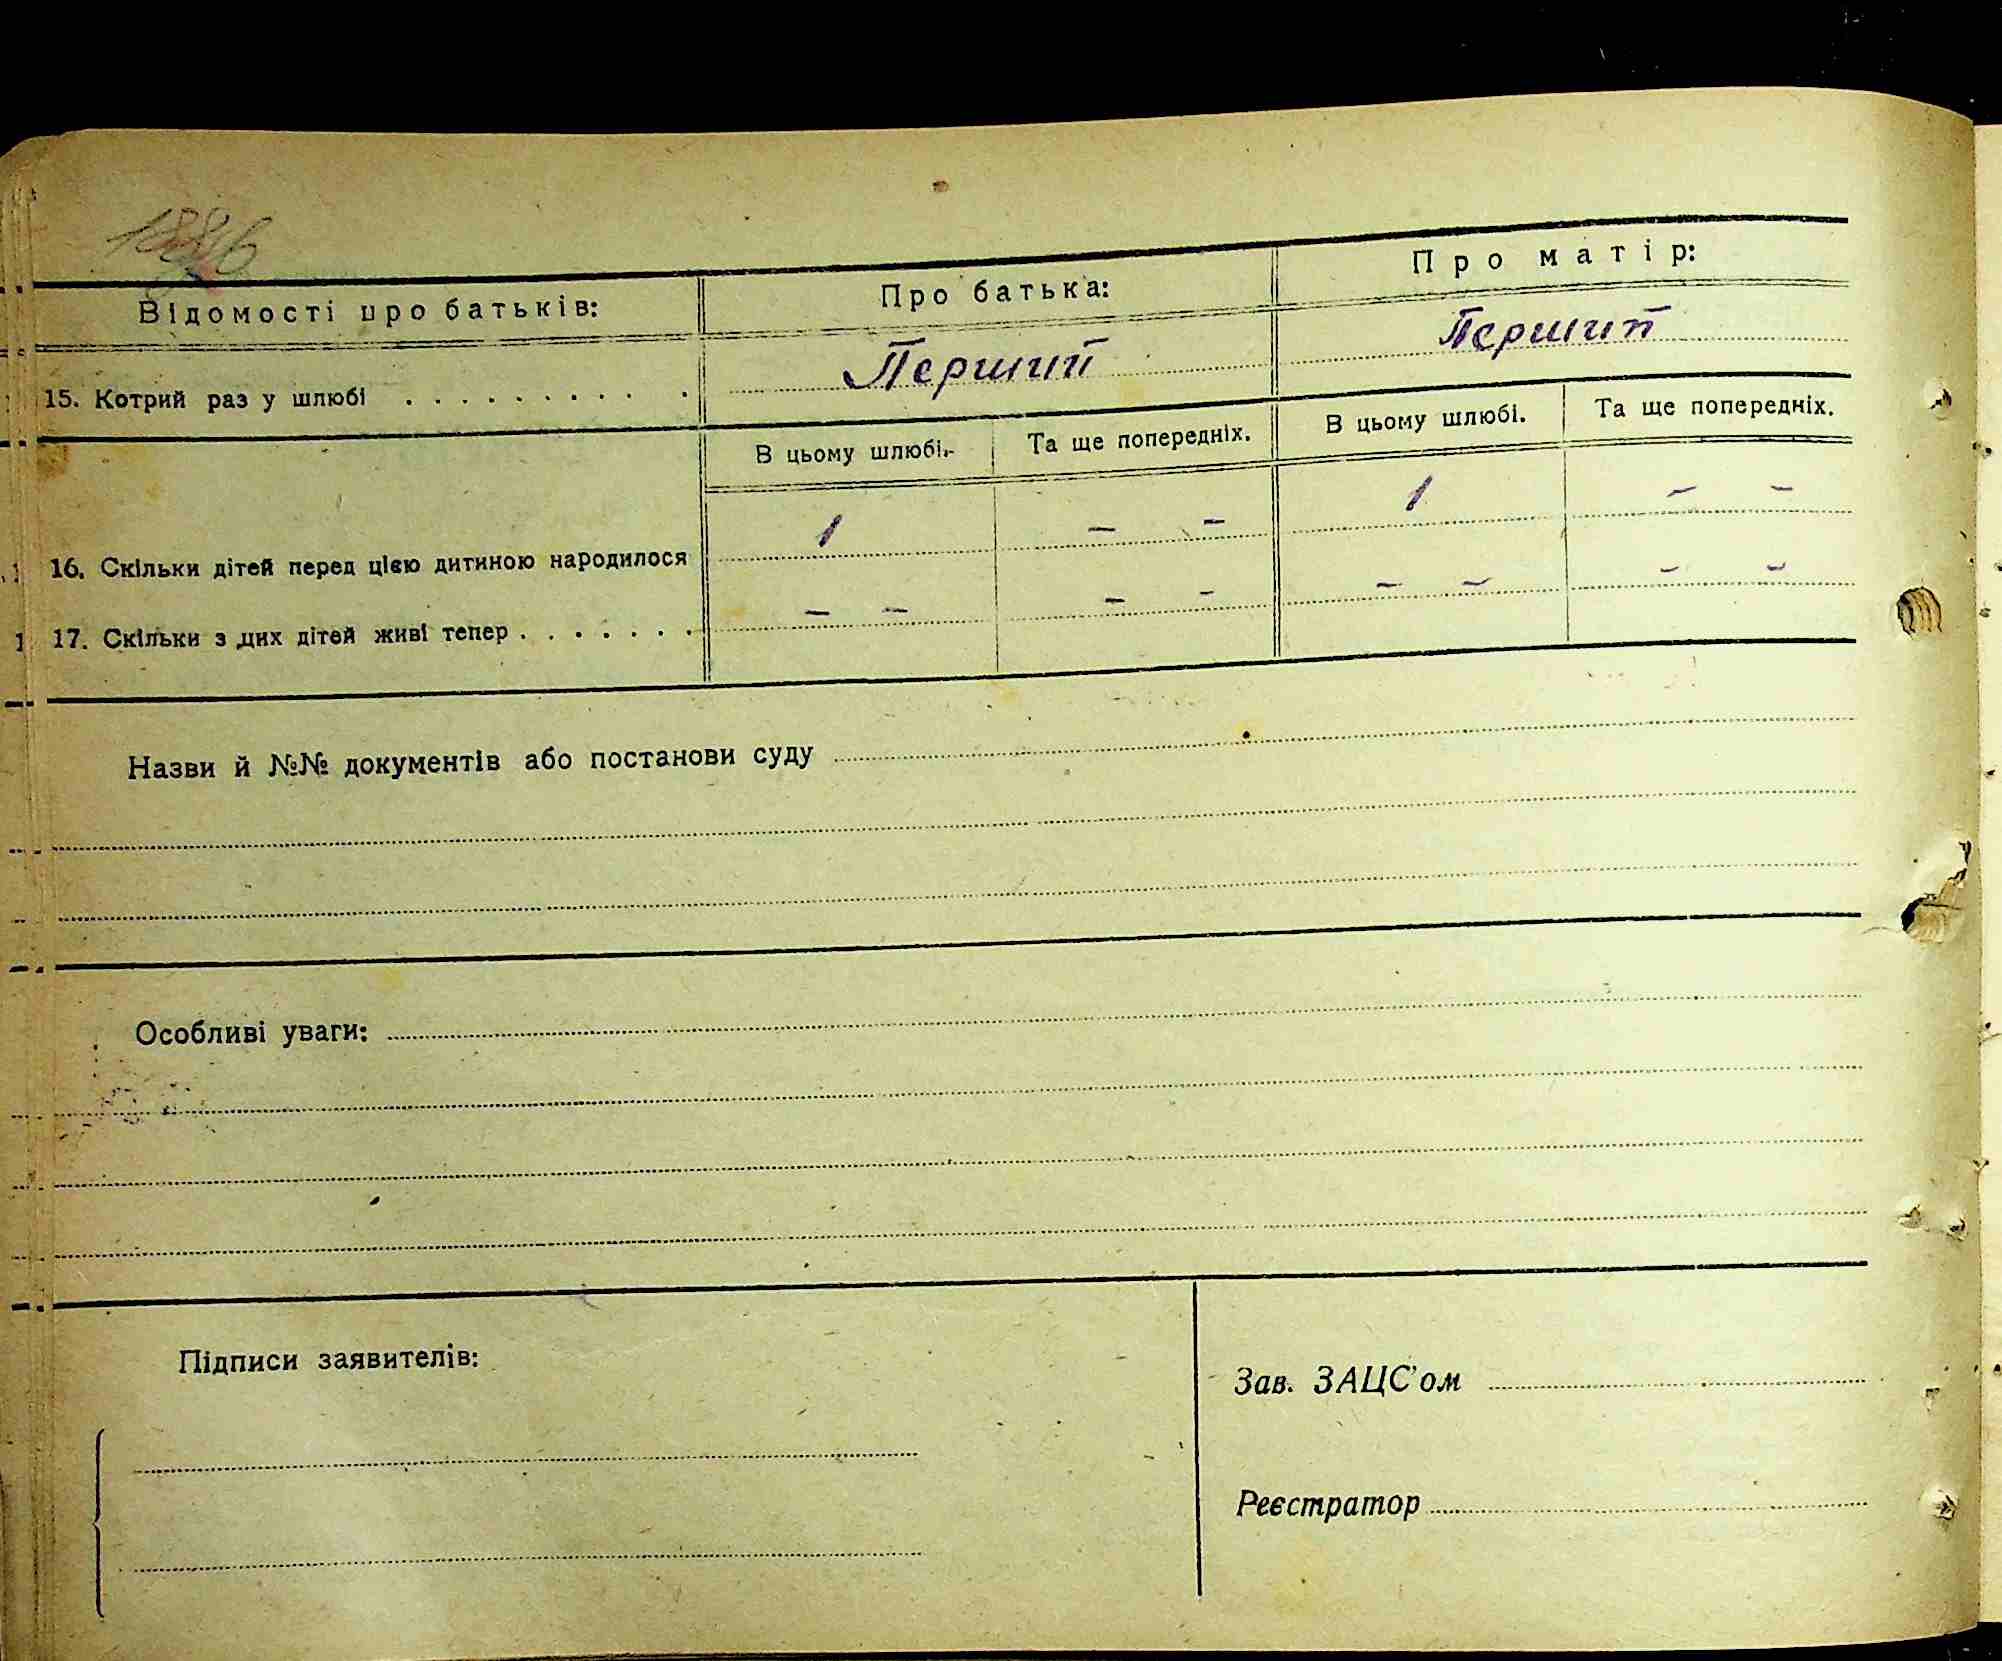 Відомості про батьків:
Про батька:
Про матір:
15. Котрий раз у шлюбі . . . . . . . . . . .
Перший
Перший
В цьому шлюбі.
Та ще попередніх.
В цьому шлюбі.
Та ще попередніх.
16. Скільки дітей перед цією дитиною народилося
1
– –
1
– –
17. Скільки з цих дітей живі тепер . . . . . . .
– –
– –
– –
– –
Назви й №№ документів або постанови суду
Особливі уваги:
Підписи заявителів:
Зав. ЗАЦС'ом
Реєстратор